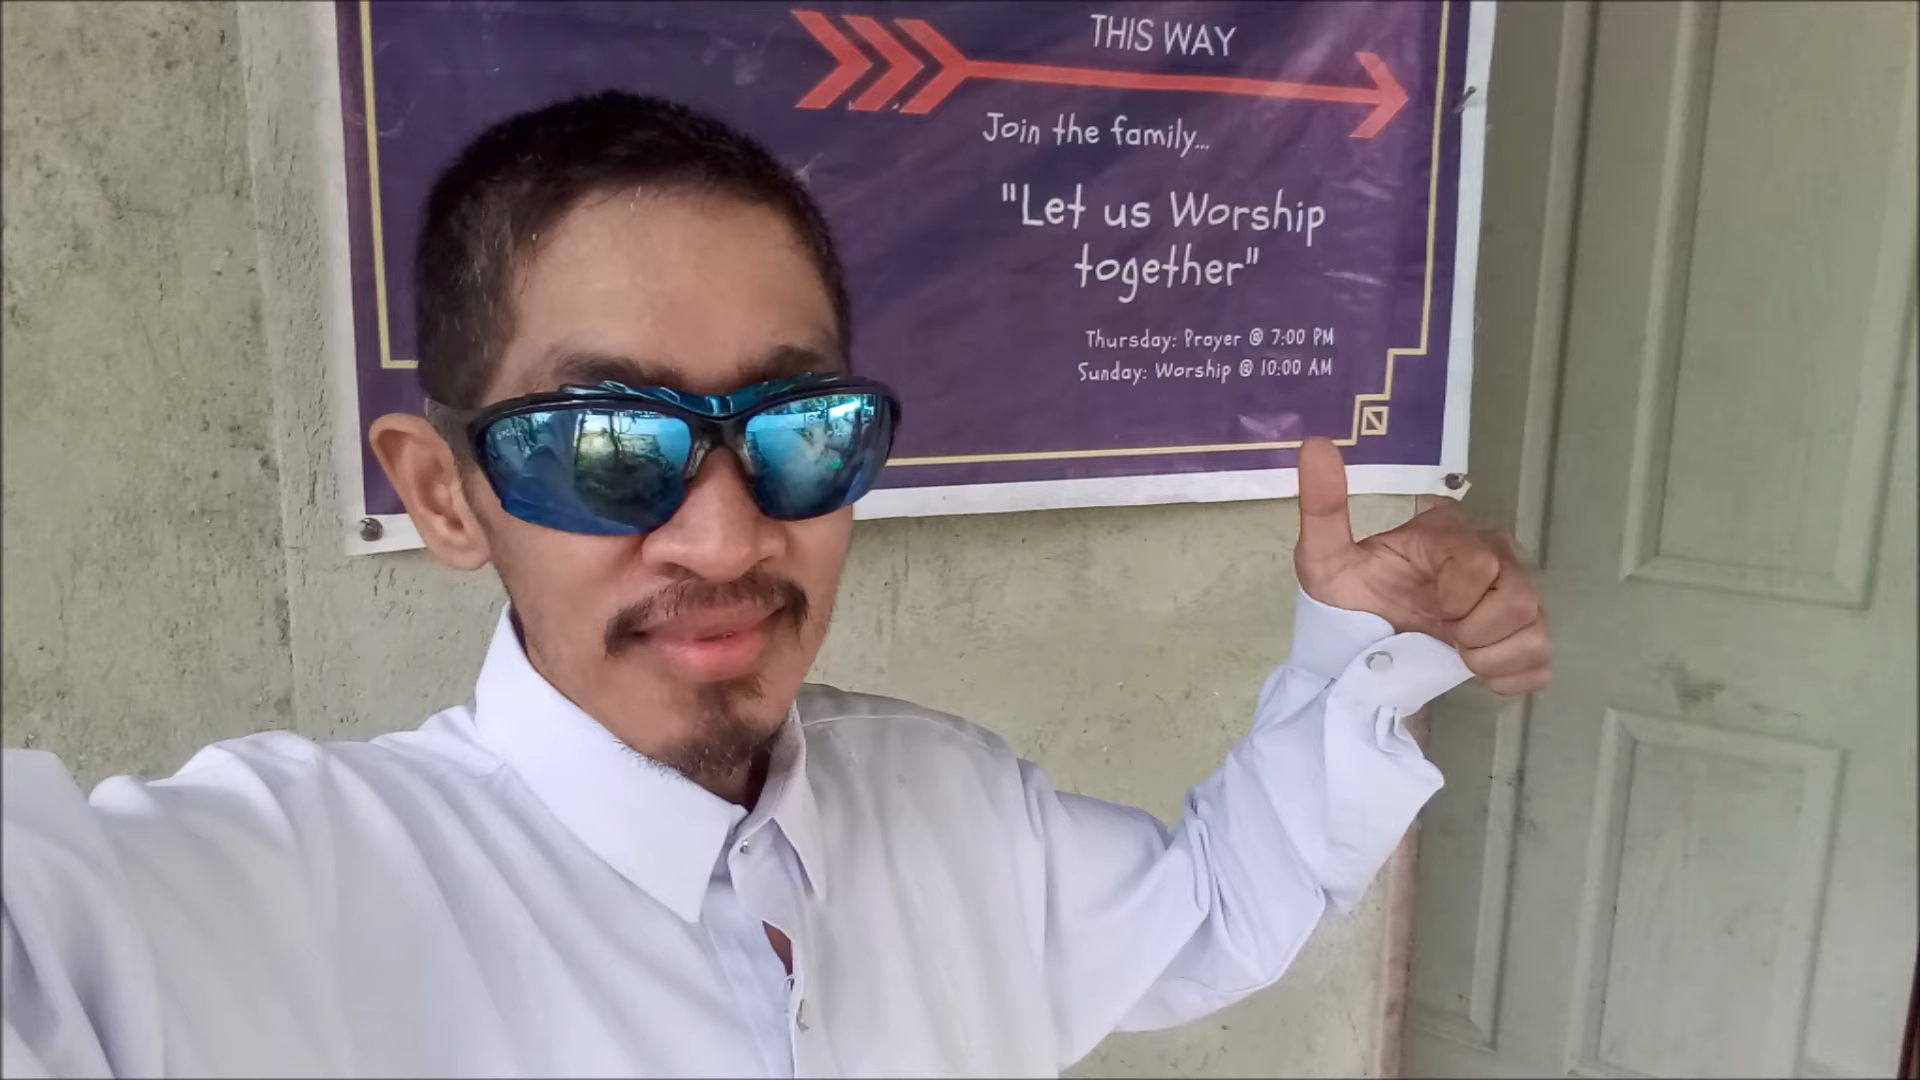 THIS WAY
Join the family...
"Let us Worship
together"
Thursday: Prayer @ 7:00 PM
Sunday: Worship @ 10:00 AM